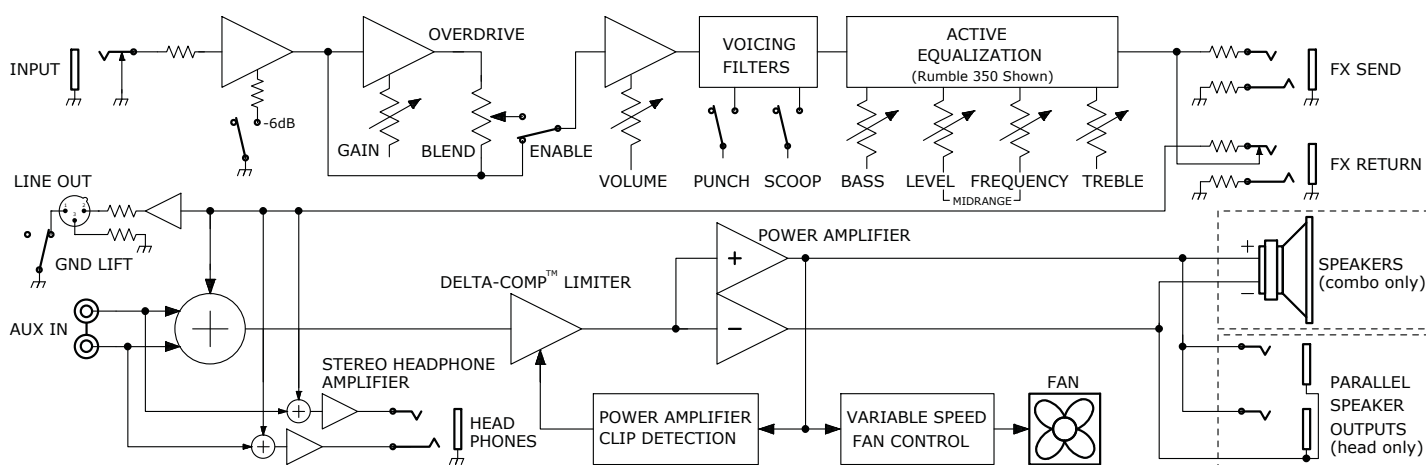 OVERDRIVE
INPUT
-6dB
GAIN
BLEND
ENABLE
VOLUME
VOICING
FILTERS
PUNCH
SCOOP
ACTIVE
EQUALIZATION
(Rumble 350 Shown)
BASS
LEVEL
FREQUENCY
MIDRANGE
TREBLE
FX SEND
FX RETURN
LINE OUT
1
2
3
GND LIFT
AUX IN
+
STEREO HEADPHONE
AMPLIFIER
+
+
HEAD
PHONES
DELTA-COMP™ LIMITER
POWER AMPLIFIER
+
−
POWER AMPLIFIER
CLIP DETECTION
VARIABLE SPEED
FAN CONTROL
FAN
+
−
SPEAKERS
(combo only)
PARALLEL
SPEAKER
OUTPUTS
(head only)